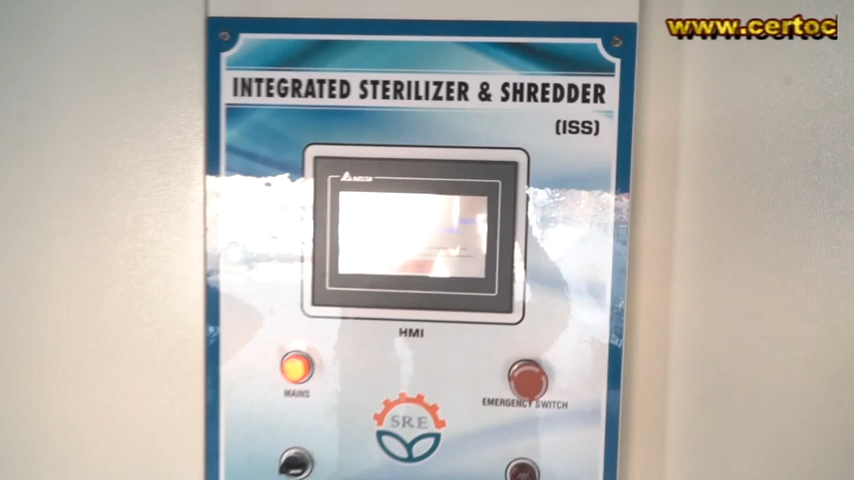 www.certoc
INTEGRATED STERILIZER & SHREDDER
(ISS)
HMI
MAINS
EMERGENCY SWITCH
SRE